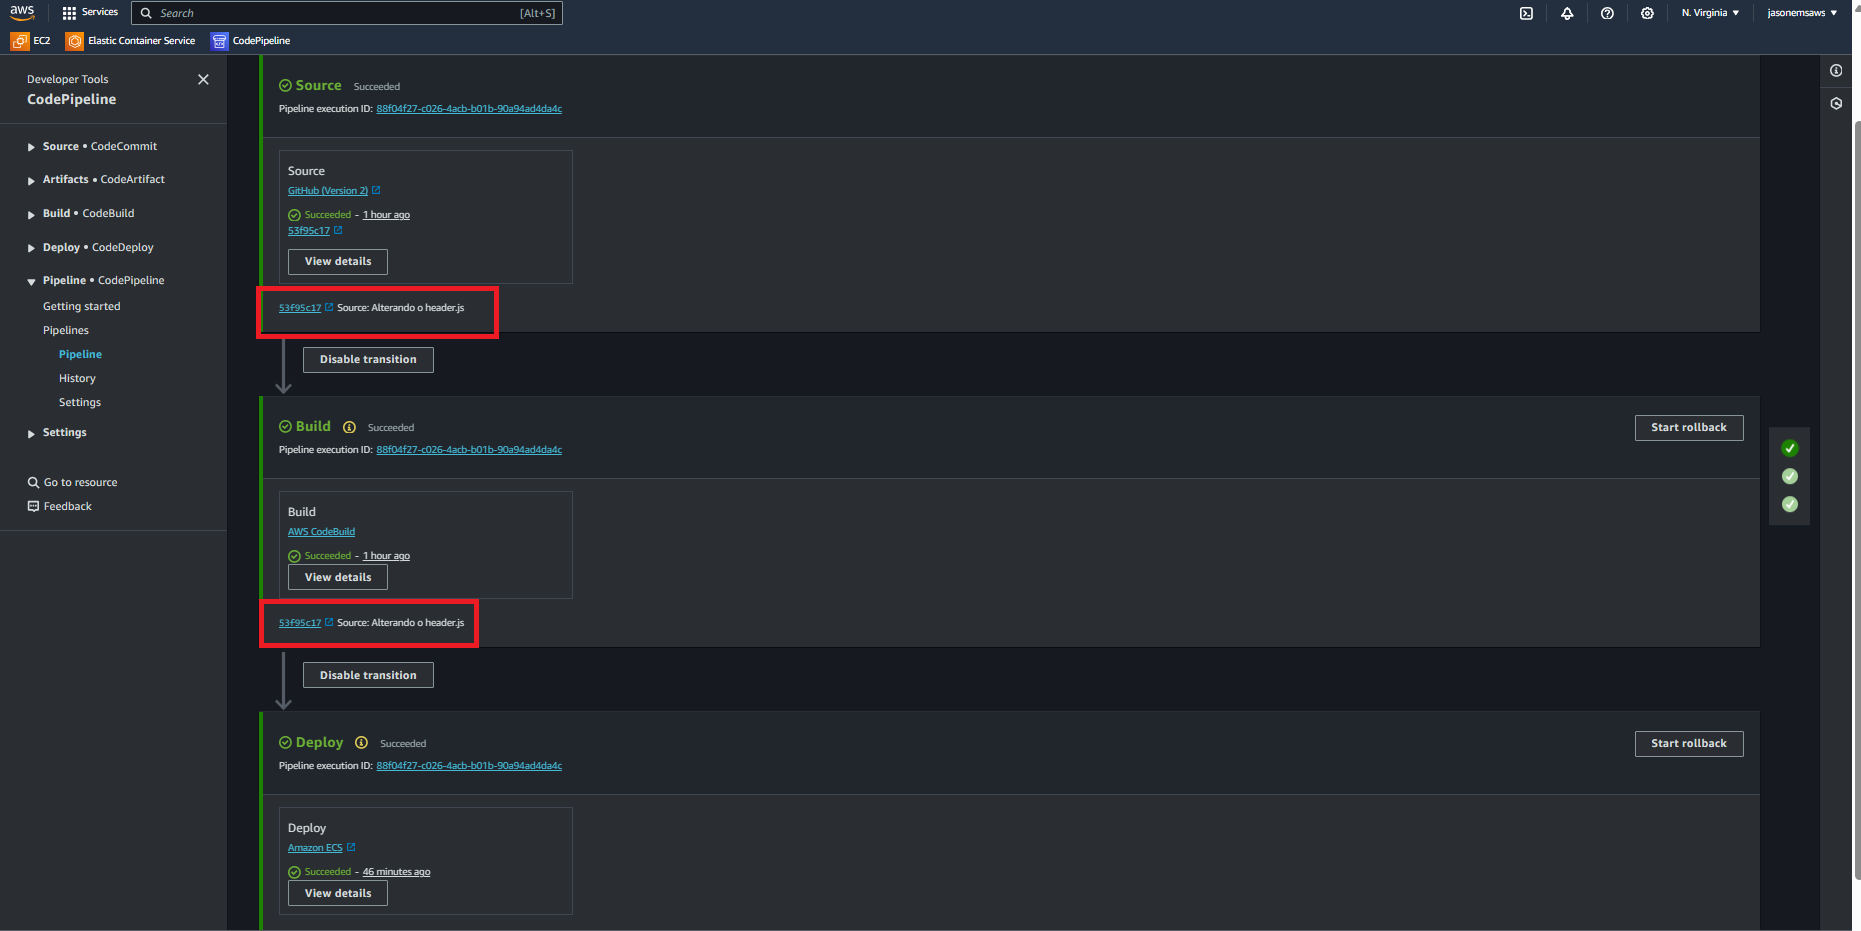 aws
Services
Search
[Alt+S]
N. Virginia
jasonemsaws
EC2
Elastic Container Service
CodePipeline
Developer Tools
CodePipeline
Source • CodeCommit
Artifacts • CodeArtifact
Build • CodeBuild
Deploy • CodeDeploy
Pipeline • CodePipeline
Getting started
Pipelines
Pipeline
History
Settings
Settings
Go to resource
Feedback
Source Succeeded
Pipeline execution ID: 88f04f27-c026-4acb-b01b-90a94ad4da4c
Source
GitHub (Version 2)
Succeeded - 1 hour ago
53f95c17
View details
53f95c17 Source: Alterando o header.js
Disable transition
Build Succeeded
Start rollback
Pipeline execution ID: 88f04f27-c026-4acb-b01b-90a94ad4da4c
Build
AWS CodeBuild
Succeeded - 1 hour ago
View details
53f95c17 Source: Alterando o header.js
Disable transition
Deploy Succeeded
Start rollback
Pipeline execution ID: 88f04f27-c026-4acb-b01b-90a94ad4da4c
Deploy
Amazon ECS
Succeeded - 46 minutes ago
View details